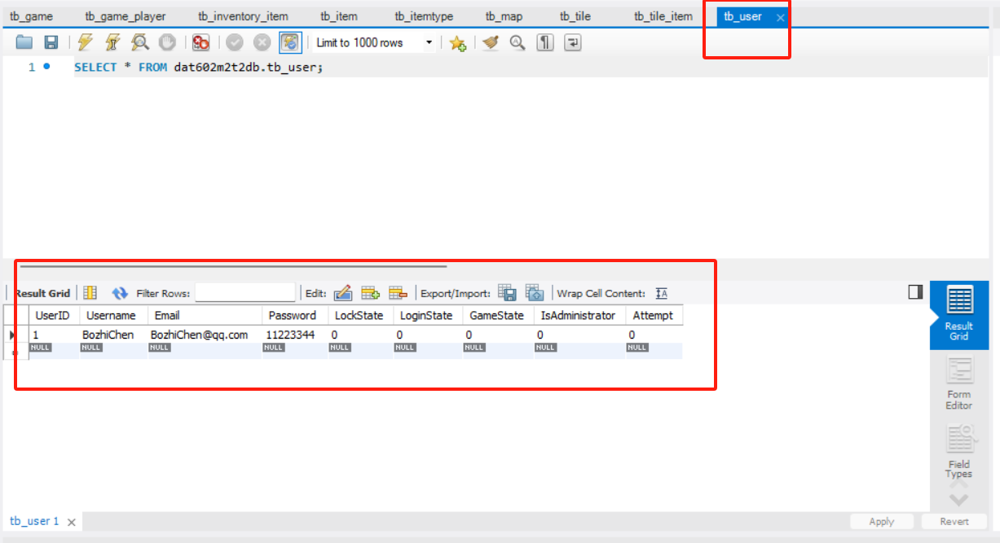 tb_game tb_game_player tb_inventory_item tb_item tb_itemtype tb_map tb_tile tb_tile_item tb_user
Limit to 1000 rows
1 SELECT * FROM dat602m2t2db.tb_user;
Result Grid Filter Rows: Edit: Export/Import: Wrap Cell Content:
UserID Username Email Password LockState LoginState GameState IsAdministrator Attempt
1 BozhiChen BozhiChen@qq.com 11223344 0 0 0 0 0
NULL NULL NULL NULL NULL NULL NULL NULL NULL
Result
Grid
Form
Editor
Field
Types
tb_user 1 Apply Revert